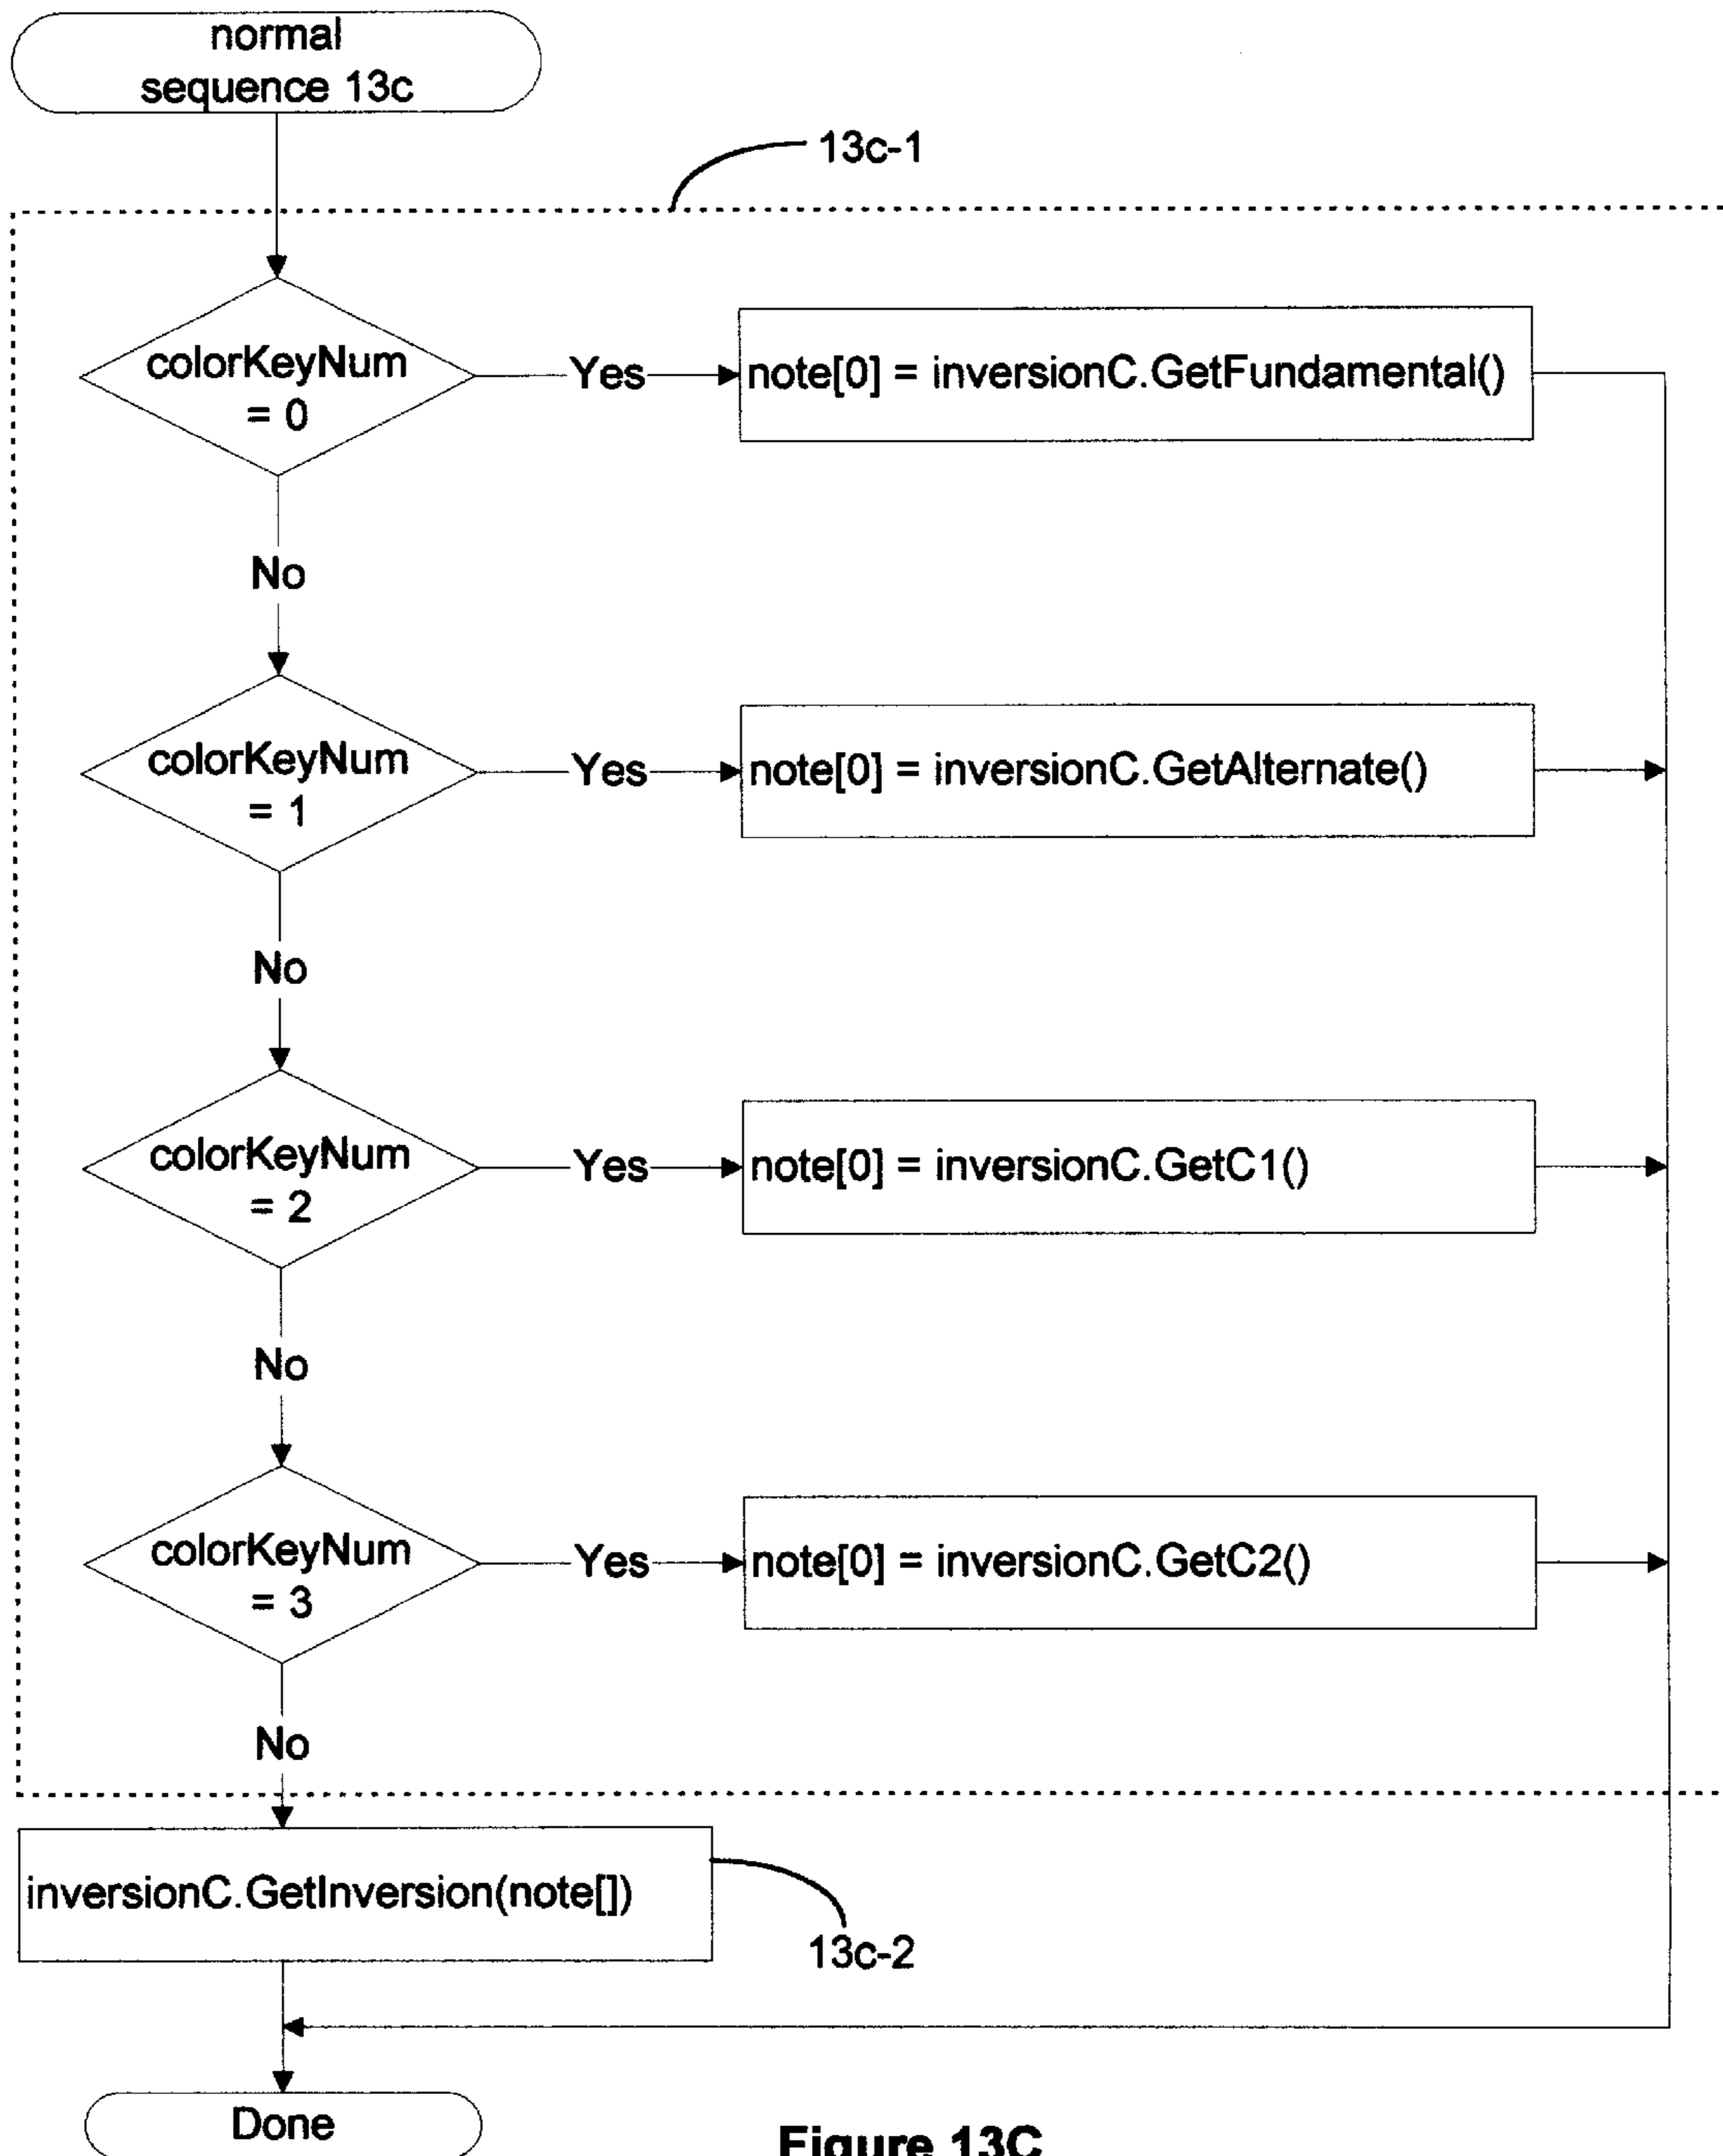 normal
sequence 13c
13c-1
colorKeyNum
= 0
Yes
note[0] = inversionC.GetFundamental()
No
colorKeyNum
= 1
Yes
note[0] = inversionC.GetAlternate()
No
colorKeyNum
= 2
Yes
note[0] = inversionC.GetC1()
No
colorKeyNum
= 3
Yes
note[0] = inversionC.GetC2()
No
inversionC.GetInversion(note[])
13c-2
Done
Figure 13C